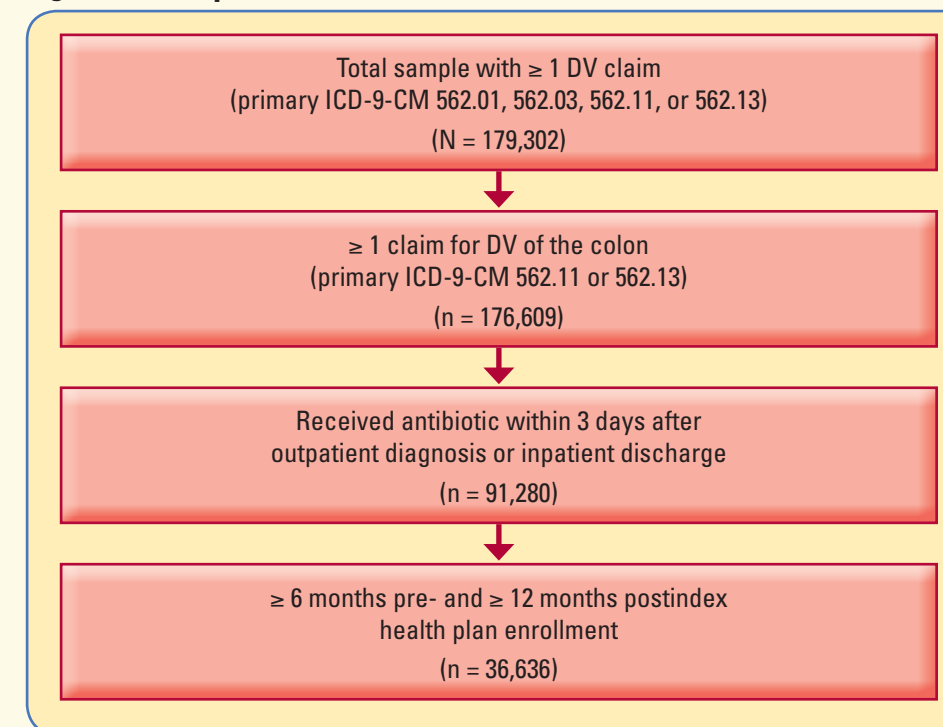 Total sample with ≥ 1 DV claim
(primary ICD-9-CM 562.01, 562.03, 562.11, or 562.13)
(N = 179,302)
≥ 1 claim for DV of the colon
(primary ICD-9-CM 562.11 or 562.13)
(n = 176,609)
Received antibiotic within 3 days after
outpatient diagnosis or inpatient discharge
(n = 91,280)
≥ 6 months pre- and ≥ 12 months postindex
health plan enrollment
(n = 36,636)